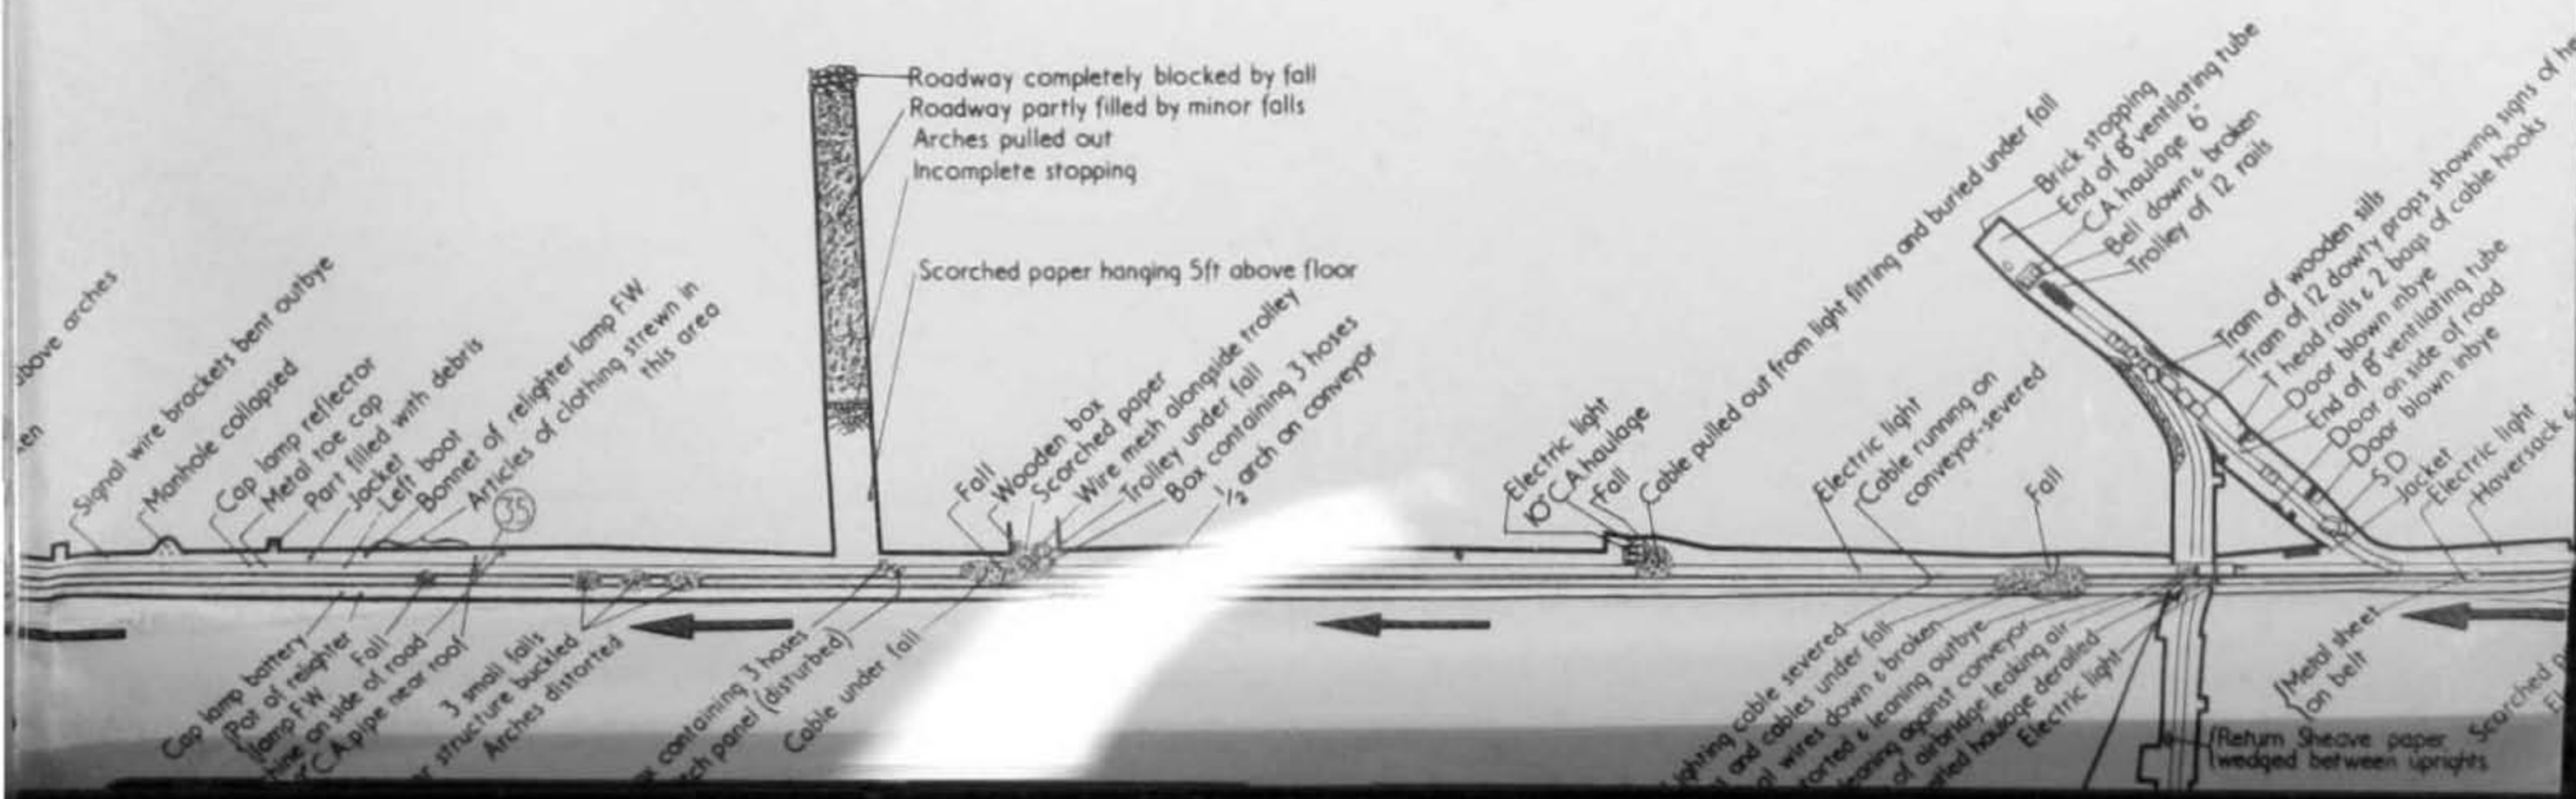 above arches
Signal wire brackets bent outbye
Manhole collapsed
Cap lamp reflector
Metal toe cap
Part filled with debris
Jacket
Left boot
Bonnet of relighter lamp FW
Articles of clothing strewn in
this area
35
Roadway completely blocked by fall
Roadway partly filled by minor falls
Arches pulled out
Incomplete stopping
Scorched paper hanging 5ft above floor
Fall
Wooden box
Scorched paper
Wire mesh alongside trolley
Trolley under fall
Box containing 3 hoses
1/2 arch on conveyor
Electric light
10" CA haulage
Fall
Cable pulled out from light fitting and buried under fall
Electric light
Cable running on
conveyor-severed
Fall
Brick stopping
End of 8" ventilating tube
CA haulage 6"
Bell down & broken
Trolley of 12 rails
Tram of wooden sills
Tram of 12 dowty props showing signs of
T head rails & 2 bags of cable hooks
Door blown inbye
End of 8" ventilating tube
Door on side of road
Door blown inbye
S D
Jacket
Electric light
Haversack
Cap lamp battery
Pot of relighter
lamp FW
Fall
on side of road
CA pipe near roof
3 small falls
structure buckled
Arches distorted
containing 3 hoses
panel (disturbed)
Cable under fall
lighting cable severed
and cables under fall
wires down & broken
& leaning outbye
leaning against conveyor
of airbridge leaking air
haulage derailed
Electric light
Return Sheave paper
wedged between uprights
Metal sheet
on belt
Scorched